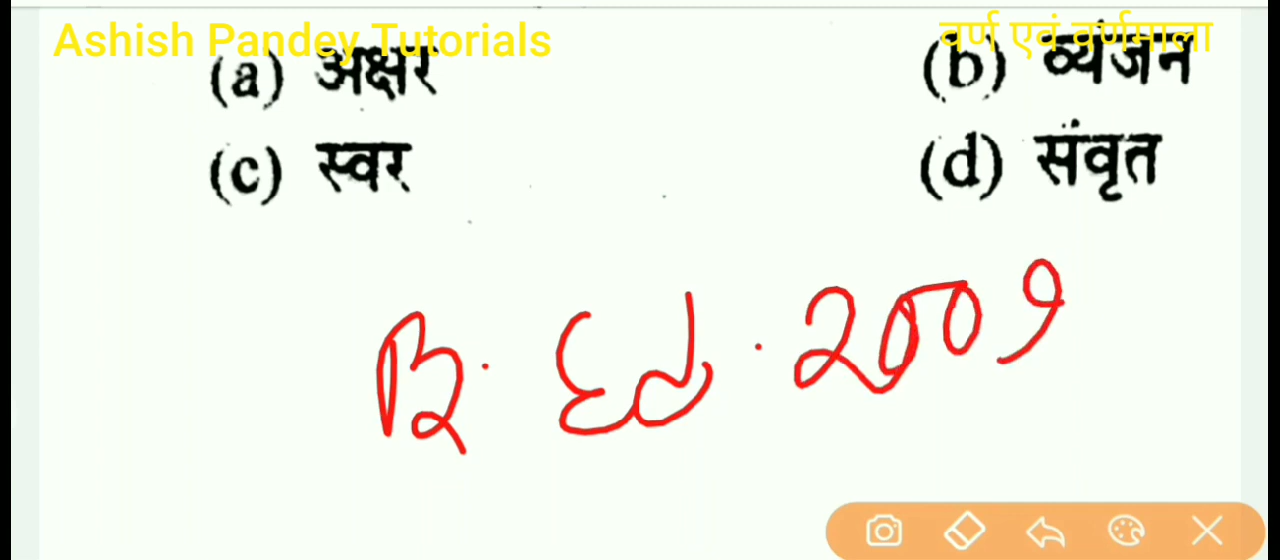 Ashish Pandey Tutorials वर्ण एवं वर्णमाला
(a) अक्षर (b) व्यंजन
(c) स्वर (d) संवृत
B. Ed. 2009